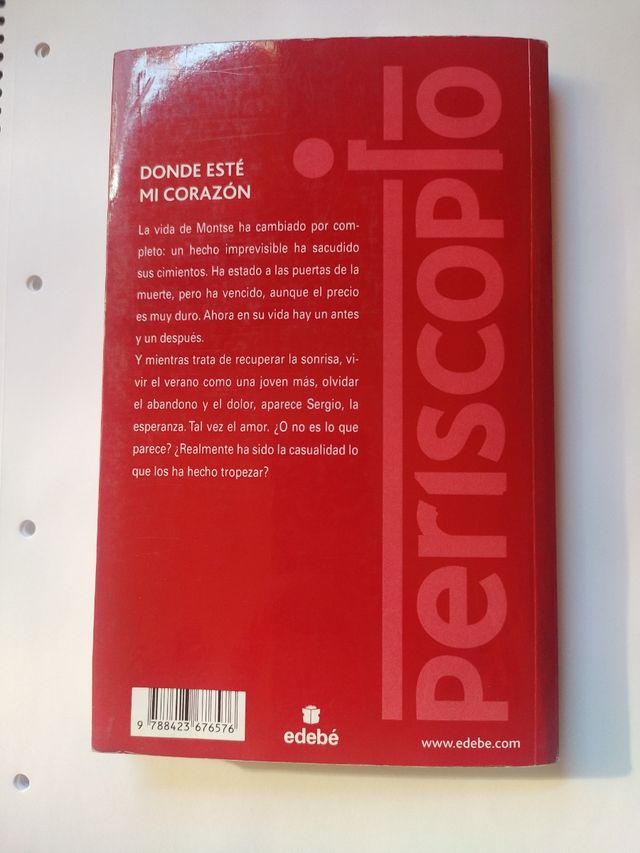 DONDE ESTÉ
MI CORAZÓN
La vida de Montse ha cambiado por com-
pleto: un hecho imprevisible ha sacudido
sus cimientos. Ha estado a las puertas de la
muerte, pero ha vencido, aunque el precio
es muy duro. Ahora en su vida hay un antes
y un después.
Y mientras trata de recuperar la sonrisa, vi-
vir el verano como una joven más, olvidar
el abandono y el dolor, aparece Sergio, la
esperanza. Tal vez el amor. ¿O no es lo que
parece? ¿Realmente ha sido la casualidad lo
que los ha hecho tropezar?
periscopio
9 788423 676576
edebé
www.edebe.com